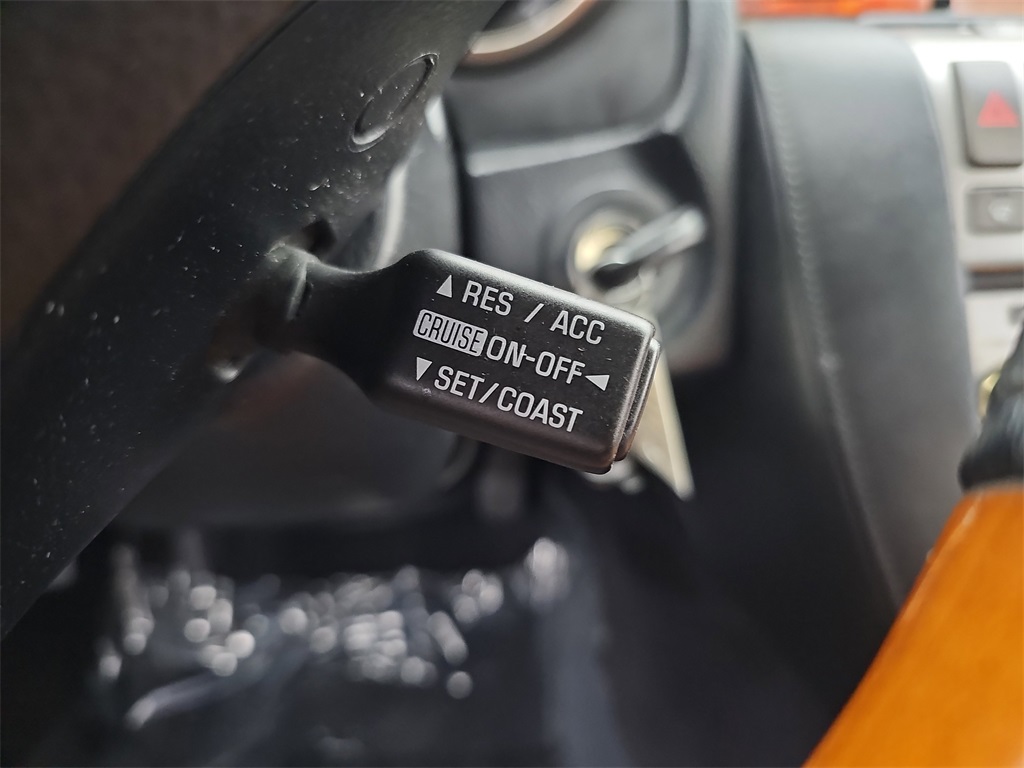 ▲ RES / ACC
CRUISE ON-OFF ◀
▼ SET/COAST